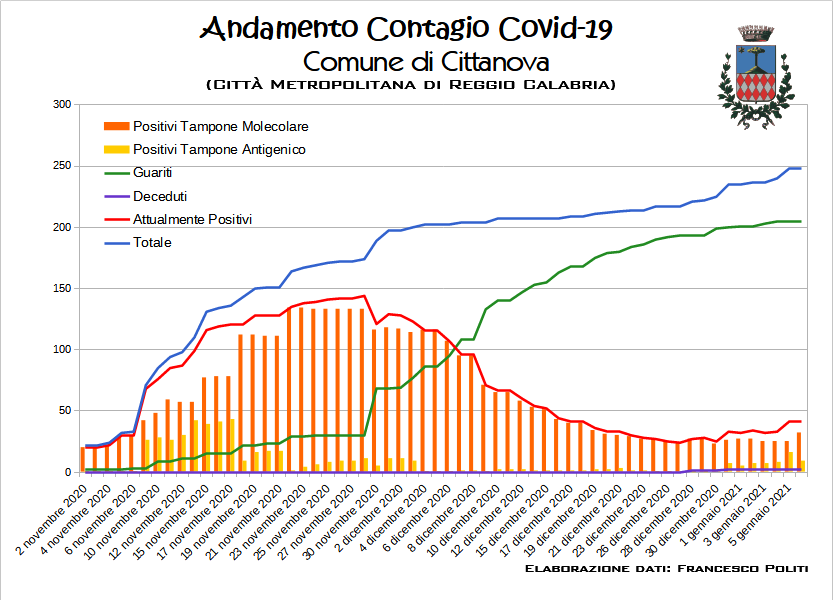 Andamento Contagio Covid-19
Comune di Cittanova
(Città Metropolitana di Reggio Calabria)
300
250
200
150
100
50
0
Positivi Tampone Molecolare
Positivi Tampone Antigenico
Guariti
Deceduti
Attualmente Positivi
Totale
2 novembre 2020
4 novembre 2020
6 novembre 2020
10 novembre 2020
12 novembre 2020
15 novembre 2020
17 novembre 2020
19 novembre 2020
21 novembre 2020
23 novembre 2020
25 novembre 2020
27 novembre 2020
30 novembre 2020
2 dicembre 2020
4 dicembre 2020
6 dicembre 2020
8 dicembre 2020
10 dicembre 2020
12 dicembre 2020
15 dicembre 2020
17 dicembre 2020
19 dicembre 2020
21 dicembre 2020
23 dicembre 2020
26 dicembre 2020
28 dicembre 2020
30 dicembre 2020
1 gennaio 2021
3 gennaio 2021
5 gennaio 2021
Elaborazione dati: Francesco Politi